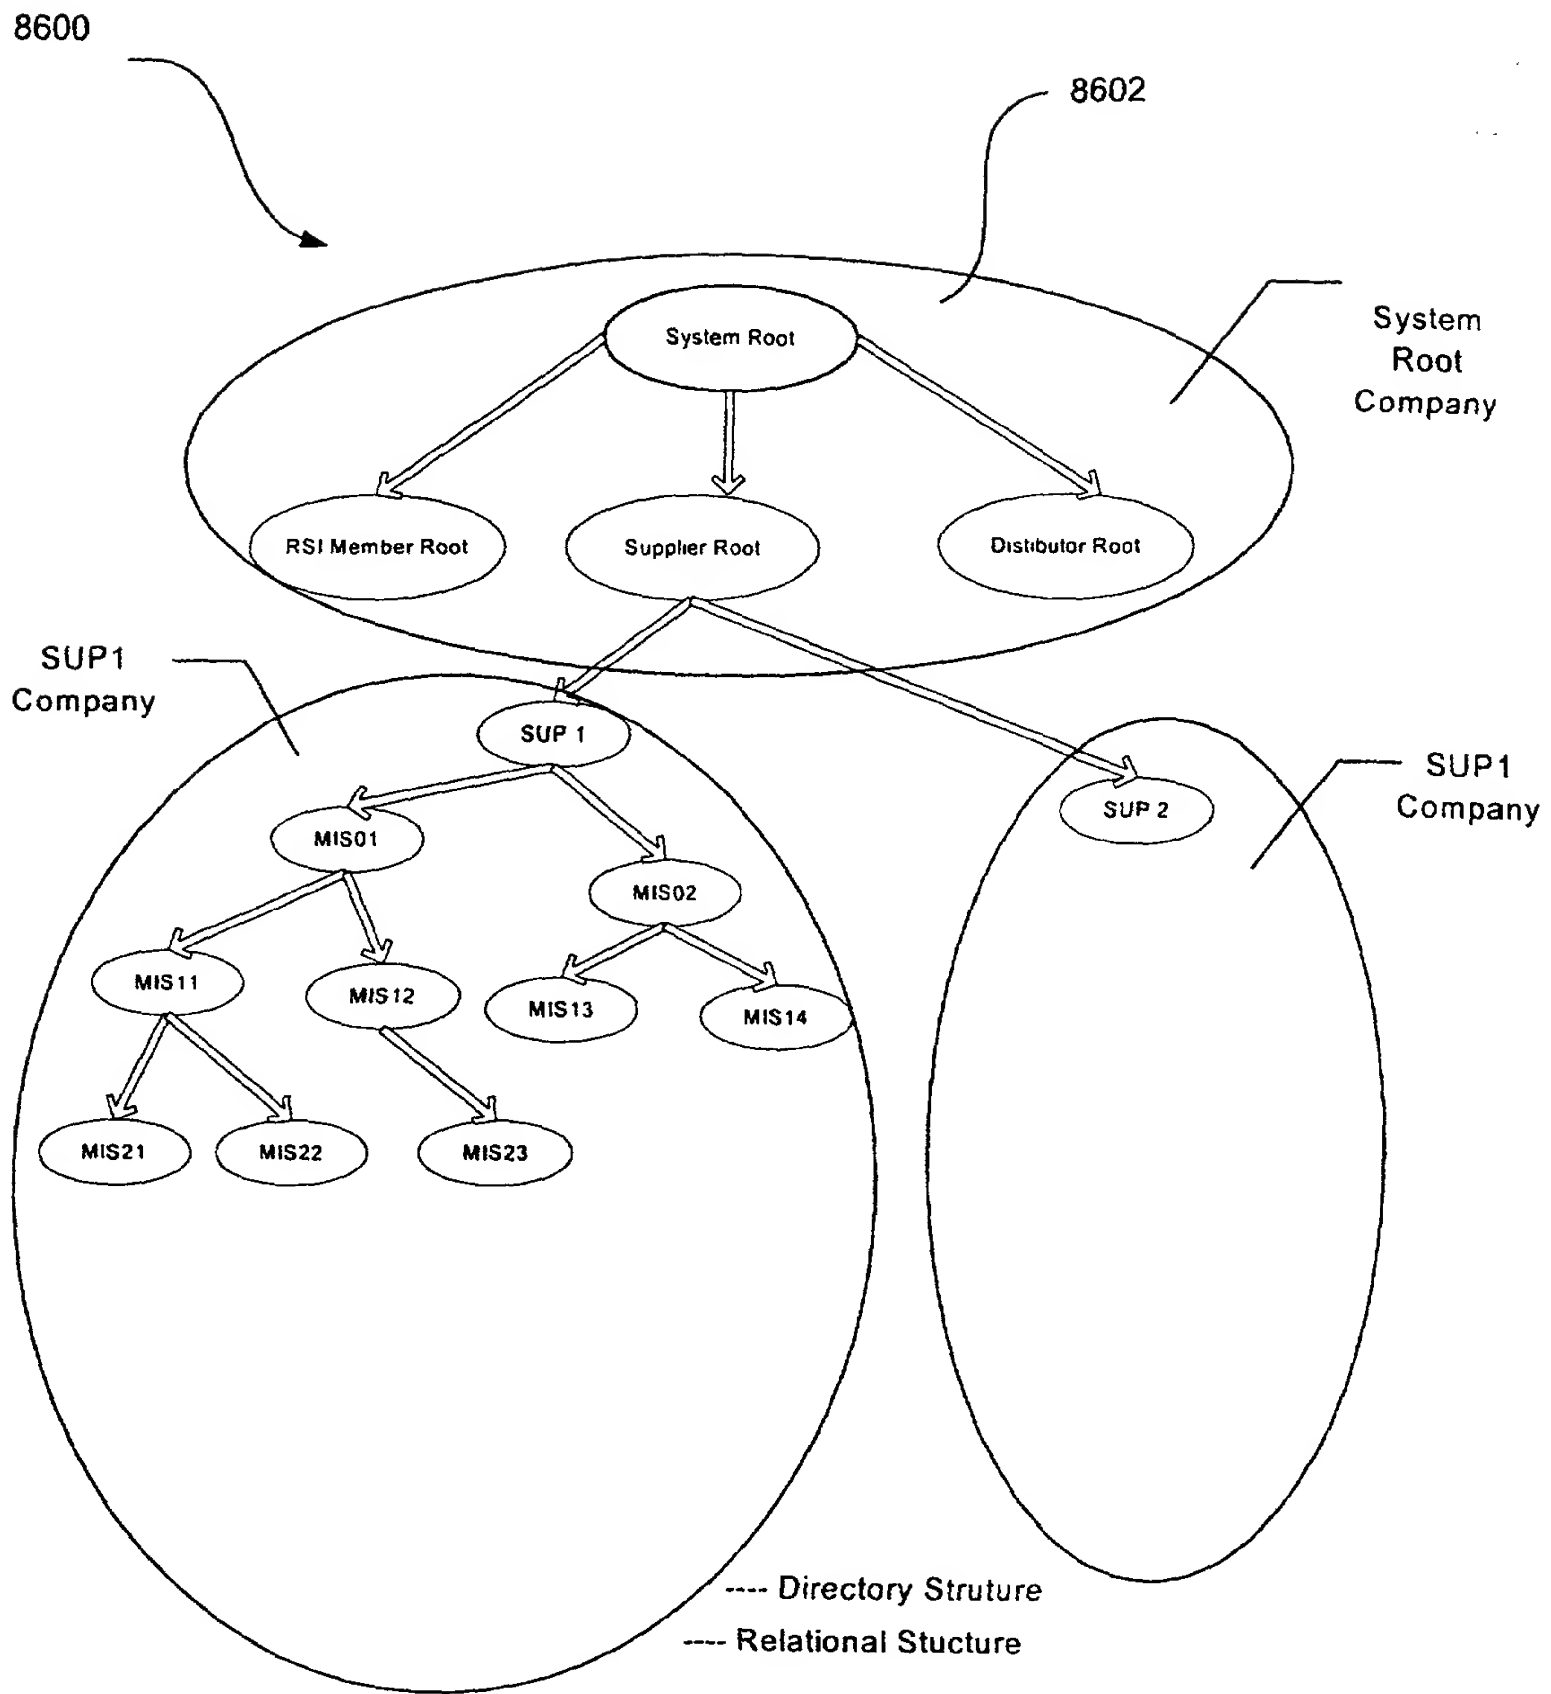 8600
8602
System Root
System
Root
Company
RSI Member Root
Supplier Root
Distibutor Root
SUP1
Company
SUP 1
SUP 2
SUP1
Company
MIS01
MIS02
MIS11
MIS12
MIS13
MIS14
MIS21
MIS22
MIS23
---- Directory Struture
---- Relational Stucture